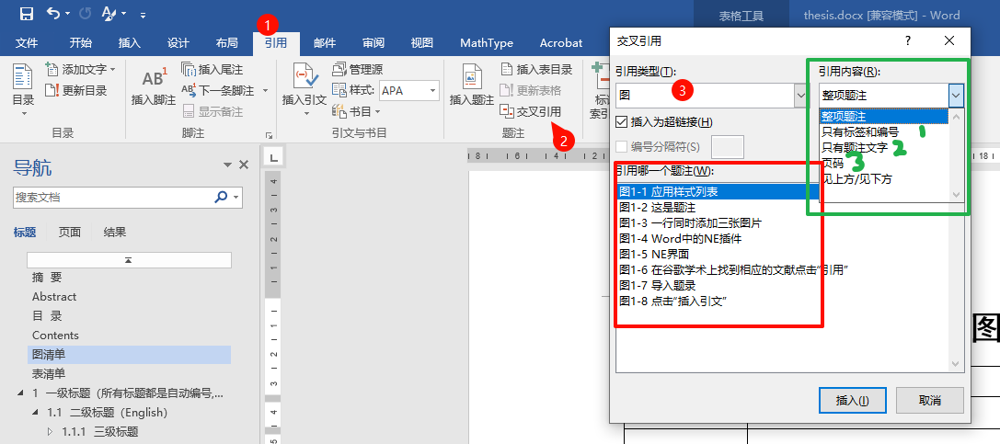 表格工具
thesis.docx [兼容模式] - Word
1
文件 开始 插入 设计 布局 引用 邮件 审阅 视图 MathType Acrobat
目录
添加文字
更新目录
目录
AB¹
插入脚注
插入尾注
下一条脚注
显示备注
脚注
插入引文
管理源
样式: APA
书目
引文与书目
插入题注
插入表目录
更新表格
交叉引用
题注
2
导航
搜索文档
标题 页面 结果
摘 要
Abstract
目 录
Contents
图清单
表清单
1 一级标题（所有标题都是自动编号,...
1.1 二级标题（English）
1.1.1 三级标题
L
8 6 4 2
18
4 3 2 1 1 2 3 4 5
交叉引用 ?
引用类型(T):
图
3
插入为超链接(H)
编号分隔符(S)
引用哪一个题注(W):
图1-1 应用样式列表
图1-2 这是题注
图1-3 一行同时添加三张图片
图1-4 Word中的NE插件
图1-5 NE界面
图1-6 在谷歌学术上找到相应的文献点击“引用”
图1-7 导入题录
图1-8 点击“插入引文”
引用内容(R):
整项题注
整项题注
只有标签和编号 1
只有题注文字 2
页码 3
见上方/见下方
插入(I)
取消
图